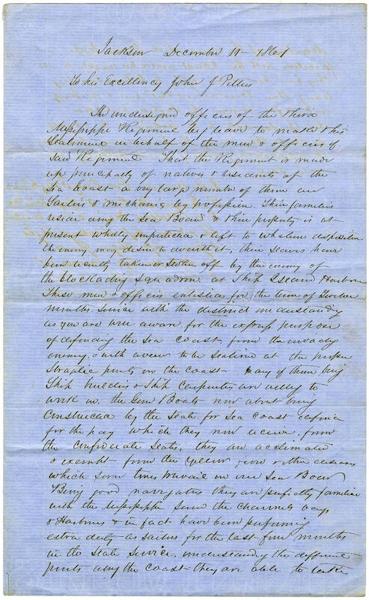 Jackson December 11 - 1861
To his Excellency John J Pettus
The undersigned officers of the Third
Mississippi Regiment beg leave to make this
Statement in behalf of the men & officers of
said Regiment That the Regiment is made
up principally of natives & residents of the
Sea Coast a very large number of them are
Sailors & mechanics by profession Their families
reside along the Sea Board & their property is at
present wholly unprotected & left to whatever disposition
the enemy may desire to make of it, their slaves have
been recently taken or stolen off by the enemy of
the blockading squadron at Ship Island Harbour
These men & officers enlisted for the term of twelve
months service with the distinct understanding
as you are well aware for the express purpose
of defending the Sea Coast from the invading
enemy, & with a view to be stationed at the proper
Strategic points on the coast - Many of them being
Ship builders & Ship Carpenters are willing to
work on the Gun Boats now about being
Constructed by the State for Sea Coast defence
for the pay which they now receive from
the Confederate States, they are acclimated
& exempt from the yellow fever & other diseases
which some times prevail on our Sea Board
Being good navigators they are perfectly familiar
with the Mississippi Sound the channels bays
& Harbours & in fact have been performing
extra duty as sailors for the last five months
in the State Service, understanding the different
points along the coast they are able to render